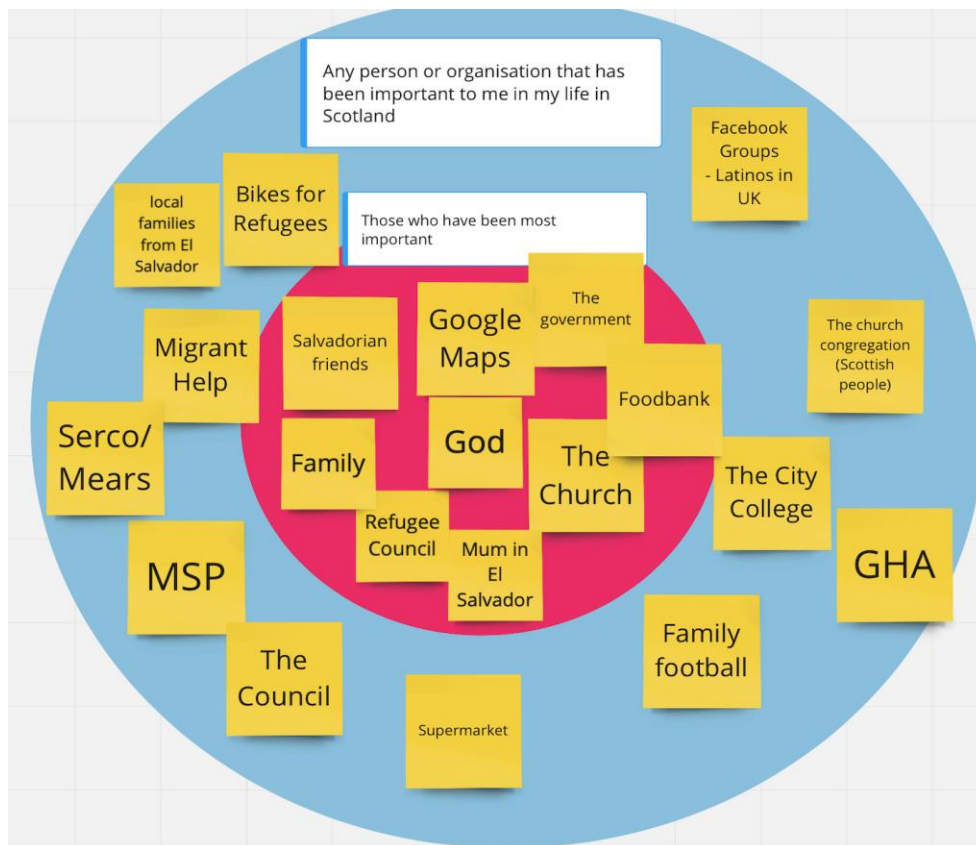 Any person or organisation that has
been important to me in my life in
Scotland
Facebook
Groups
- Latinos in
UK
Bikes for
Refugees
local
families
from El
Salvador
Those who have been most
important
The
government
Google
Maps
Salvadorian
friends
Migrant
Help
The church
congregation
(Scottish
people)
Foodbank
Serco/
Mears
Family
God
The
Church
The City
College
Refugee
Council
Mum in
El
Salvador
GHA
MSP
Family
football
The
Council
Supermarket